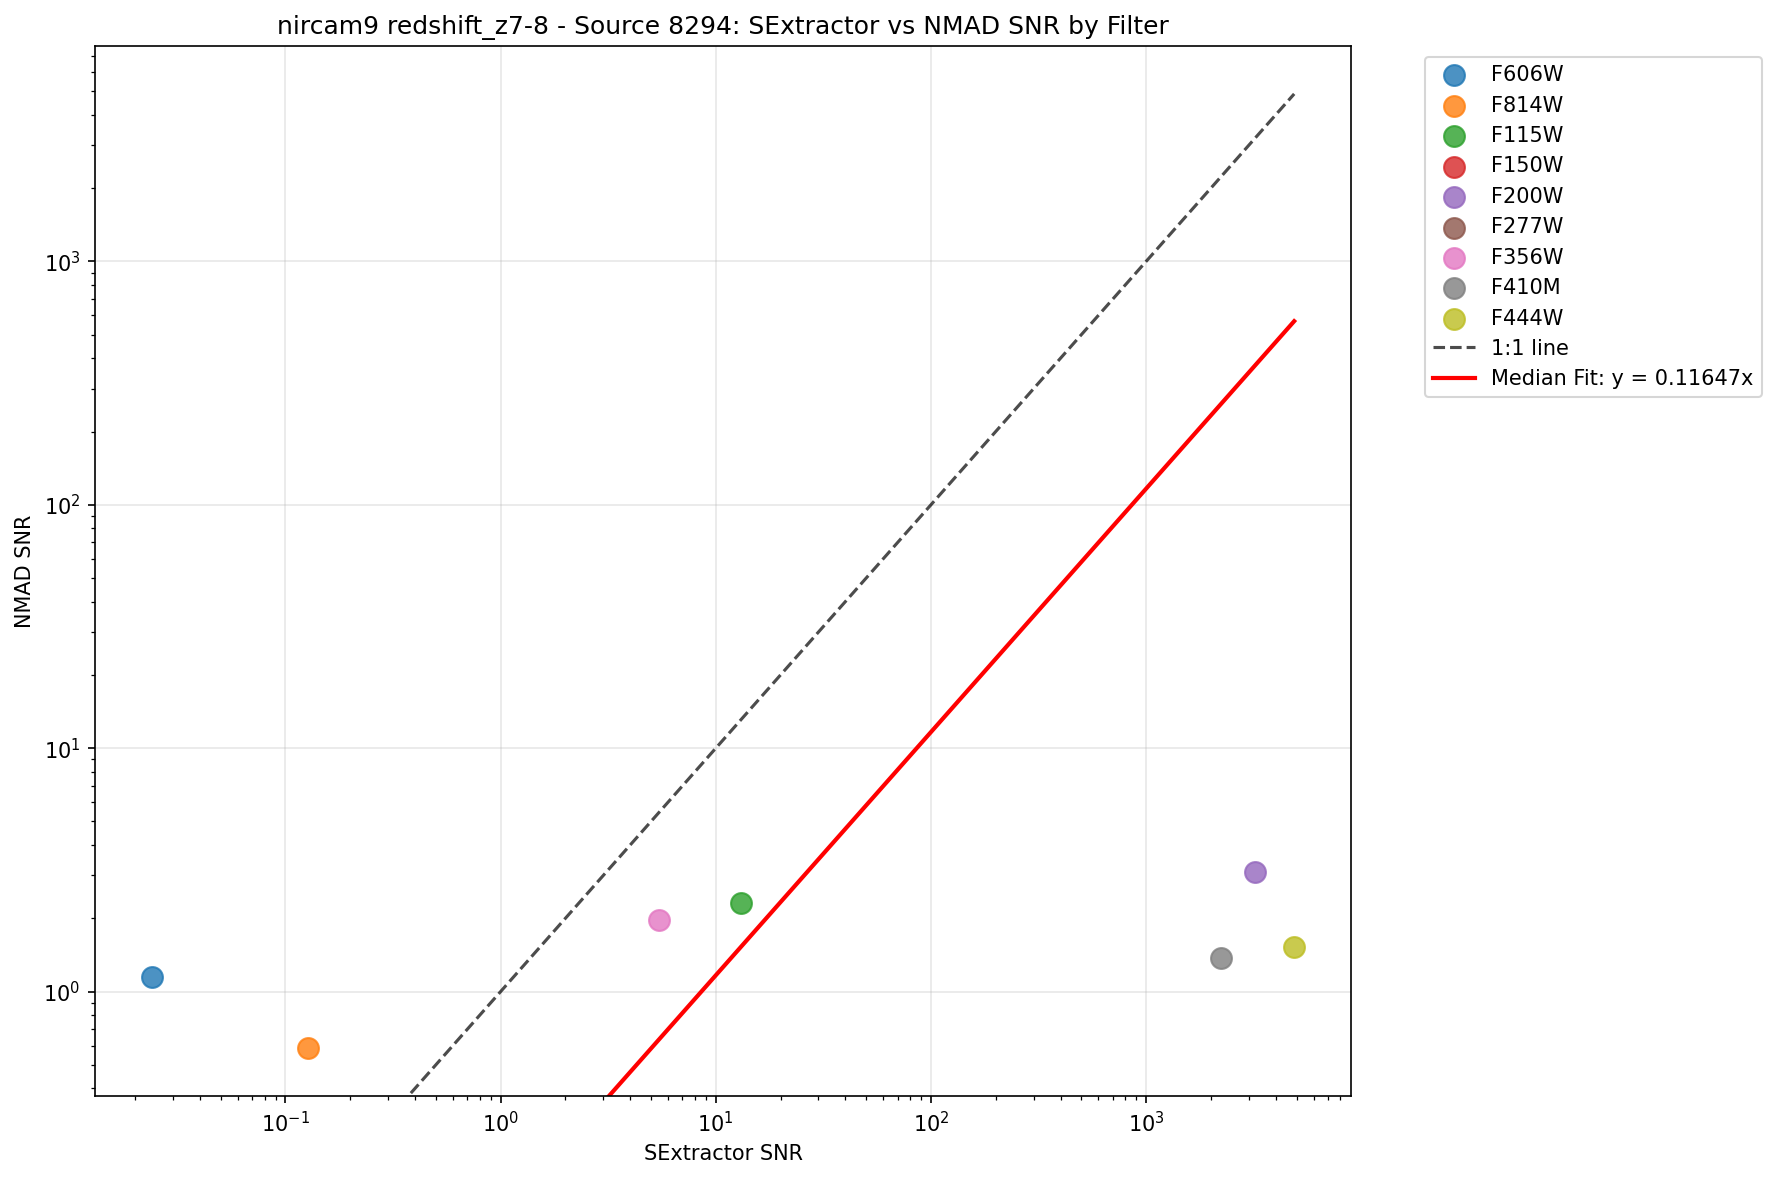 nircam9 redshift_z7-8 - Source 8294: SExtractor vs NMAD SNR by Filter
F606W
F814W
F115W
F150W
F200W
F277W
F356W
F410M
F444W
1:1 line
Median Fit: y = 0.11647x
NMAD SNR
10³
10²
10¹
10⁰
10⁻¹
10⁰
10¹
10²
10³
SExtractor SNR